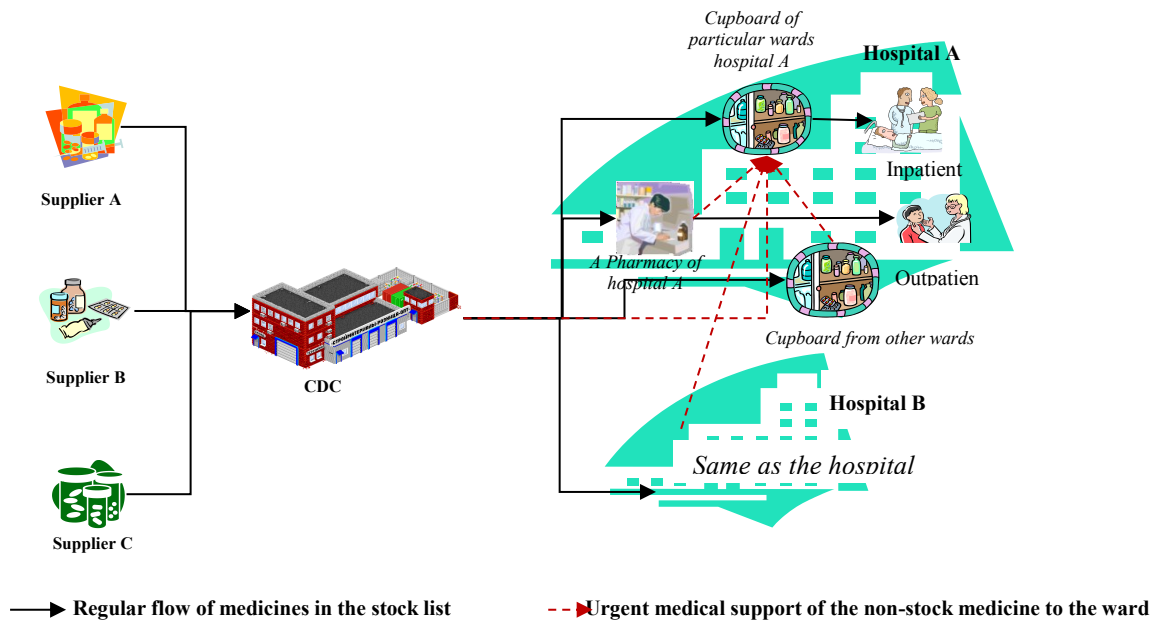 Cupboard of
particular wards
hospital A
Hospital A
Supplier A
Inpatient
A Pharmacy of
hospital A
Outpatien
Supplier B
CDC
Cupboard from other wards
Hospital B
Same as the hospital
Supplier C
Regular flow of medicines in the stock list
Urgent medical support of the non-stock medicine to the ward